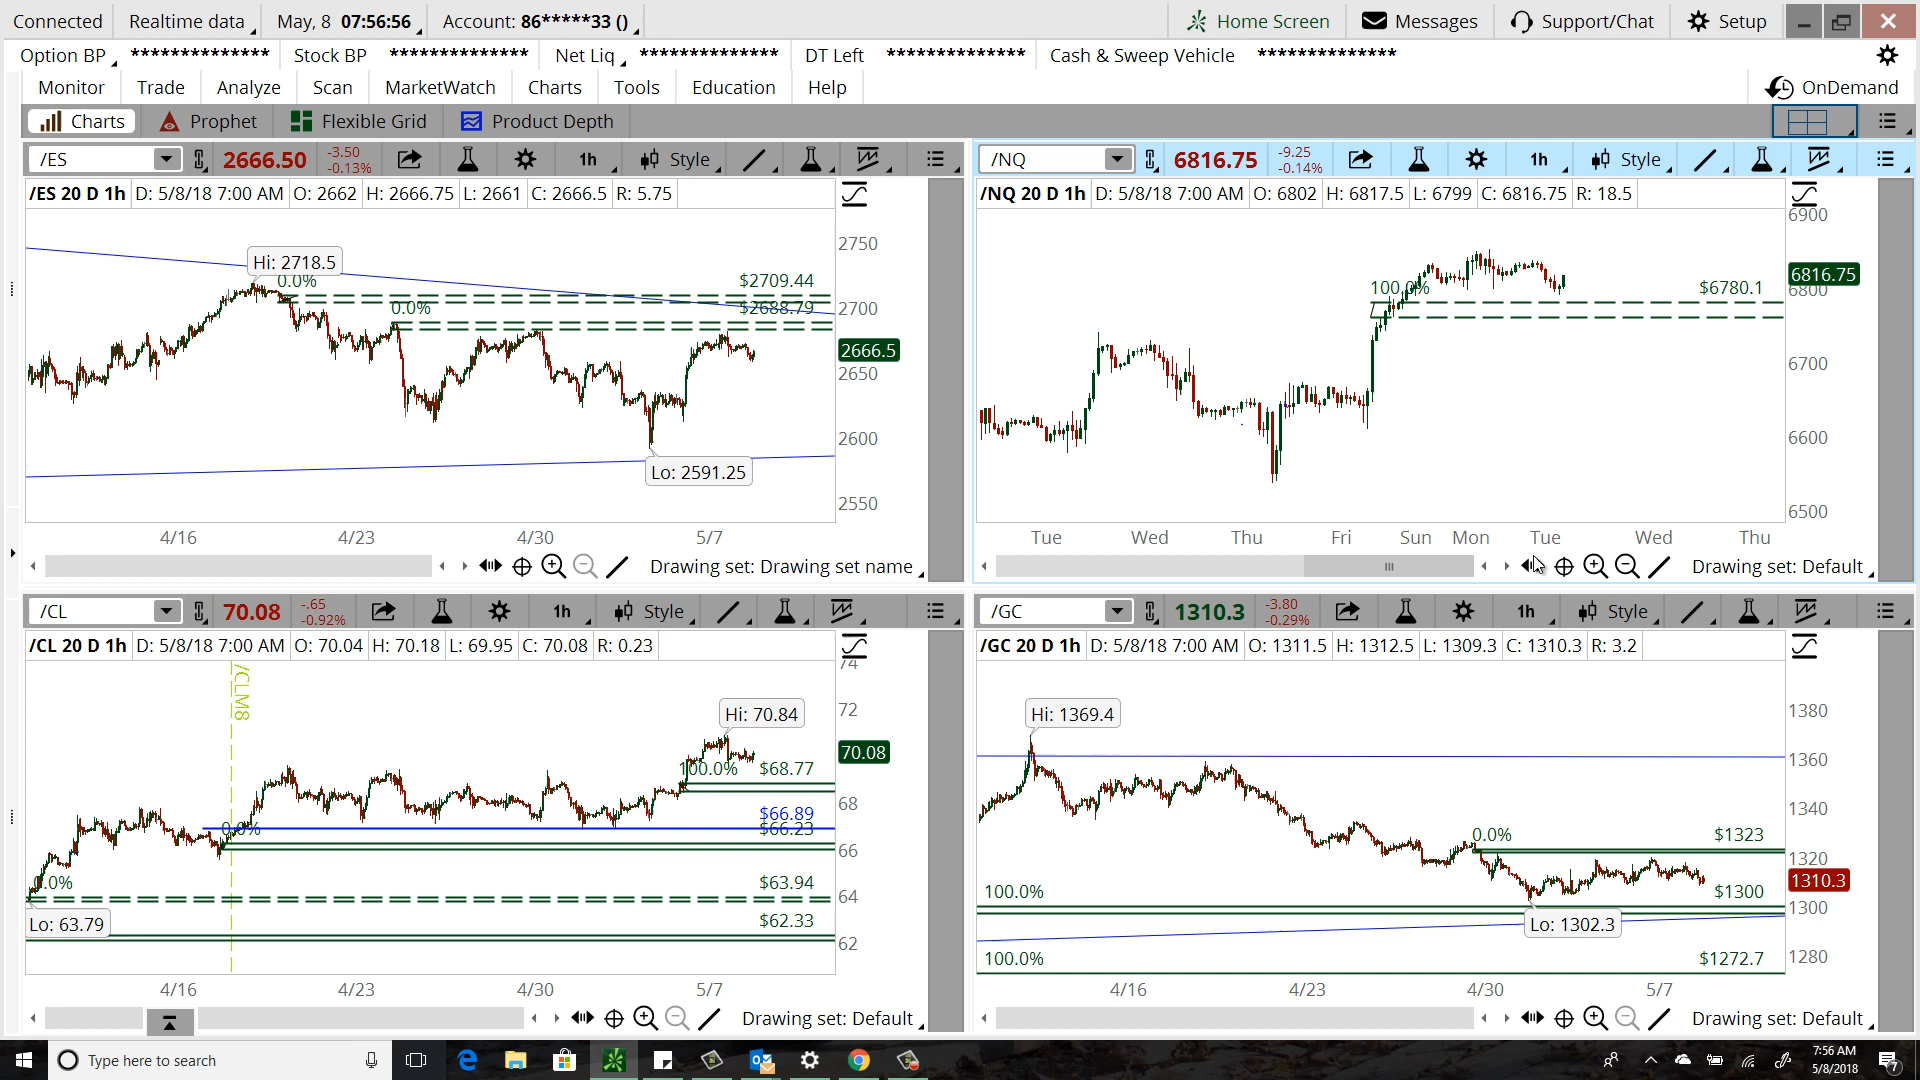 Connected Realtime data May, 8 07:56:56 Account: 86*****33 () Home Screen Messages Support/Chat Setup
Option BP ************** Stock BP ************** Net Liq ************** DT Left ************** Cash & Sweep Vehicle **************
Monitor Trade Analyze Scan MarketWatch Charts Tools Education Help OnDemand
Charts Prophet Flexible Grid Product Depth
/ES 2666.50 -3.50 -0.13% 1h Style
/ES 20 D 1h D: 5/8/18 7:00 AM O: 2662 H: 2666.75 L: 2661 C: 2666.5 R: 5.75
Hi: 2718.5
0.0% $2709.44
0.0% $2688.79
Lo: 2591.25
2750
2700
2666.5
2650
2600
2550
4/16 4/23 4/30 5/7
Drawing set: Drawing set name
/NQ 6816.75 -9.25 -0.14% 1h Style
/NQ 20 D 1h D: 5/8/18 7:00 AM O: 6802 H: 6817.5 L: 6799 C: 6816.75 R: 18.5
100.0% $6780.1
6900
6816.75
6800
6700
6600
6500
Tue Wed Thu Fri Sun Mon Tue Wed Thu
Drawing set: Default
/CL 70.08 -.65 -0.92% 1h Style
/CL 20 D 1h D: 5/8/18 7:00 AM O: 70.04 H: 70.18 L: 69.95 C: 70.08 R: 0.23
/CLM8
Hi: 70.84
100.0% $68.77
$66.89
0.0% $66.23
0.0% $63.94
Lo: 63.79 $62.33
74
72
70.08
68
66
64
62
4/16 4/23 4/30 5/7
Drawing set: Default
/GC 1310.3 -3.80 -0.29% 1h Style
/GC 20 D 1h D: 5/8/18 7:00 AM O: 1311.5 H: 1312.5 L: 1309.3 C: 1310.3 R: 3.2
Hi: 1369.4
0.0% $1323
100.0% $1300
Lo: 1302.3
100.0% $1272.7
1380
1360
1340
1320
1310.3
1300
1280
4/16 4/23 4/30 5/7
Drawing set: Default
Type here to search
7:56 AM
5/8/2018
7